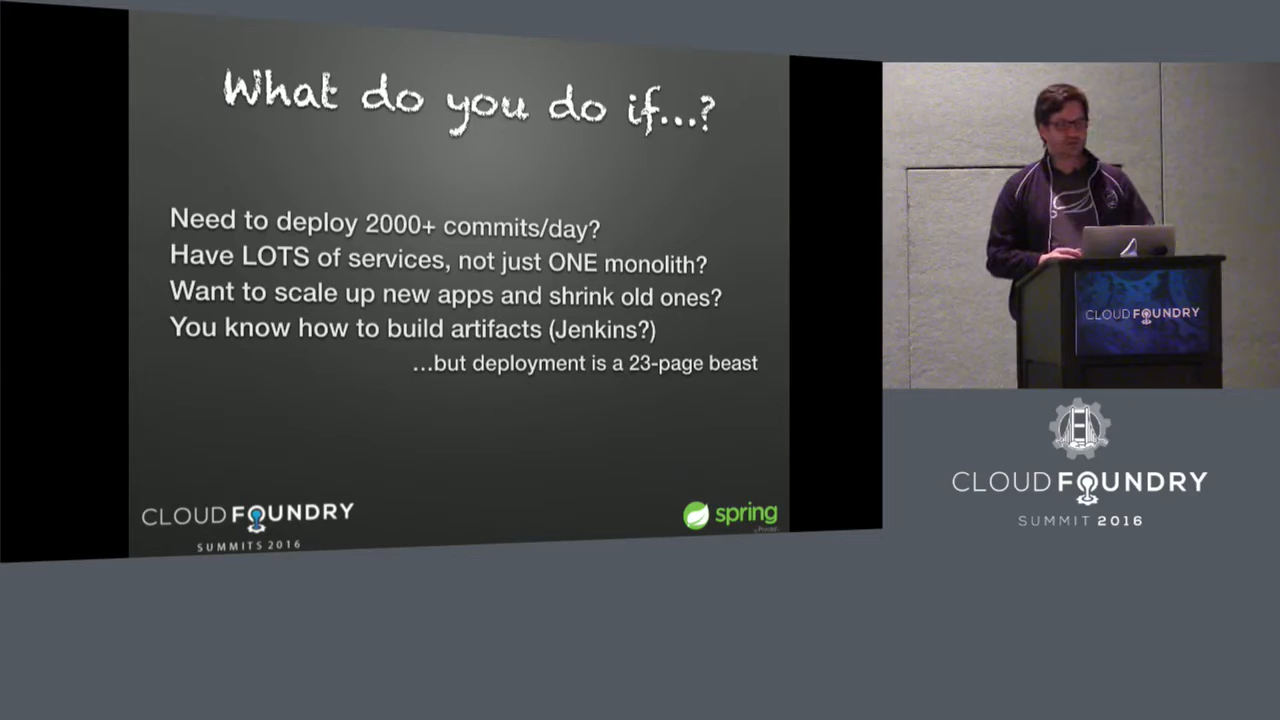 What do you do if...?
Need to deploy 2000+ commits/day?
Have LOTS of services, not just ONE monolith?
Want to scale up new apps and shrink old ones?
You know how to build artifacts (Jenkins?)
...but deployment is a 23-page beast
CLOUD FOUNDRY
SUMMITS 2016
spring
CLOUD FOUNDRY
CLOUD FOUNDRY
SUMMIT 2016